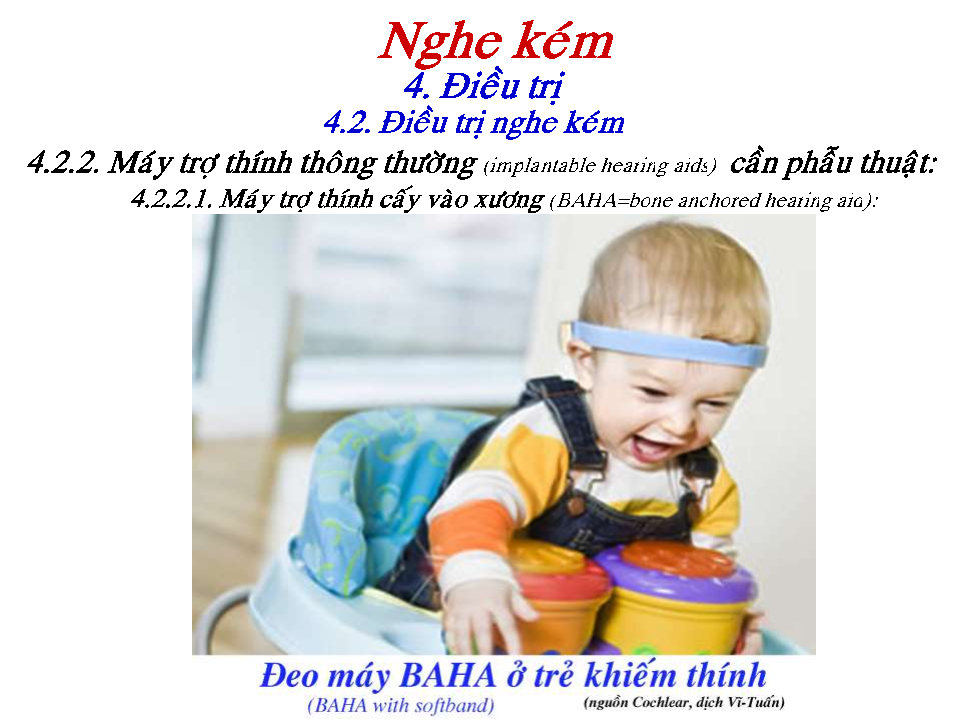 Nghe kém
4. Điều trị
4.2. Điều trị nghe kém
4.2.2. Máy trợ thính thông thường (implantable hearing aids) cần phẫu thuật:
4.2.2.1. Máy trợ thính cấy vào xương (BAHA=bone anchored hearing aid):
Đeo máy BAHA ở trẻ khiếm thính
(BAHA with softband) (nguồn Cochlear, dịch Vĩ-Tuấn)